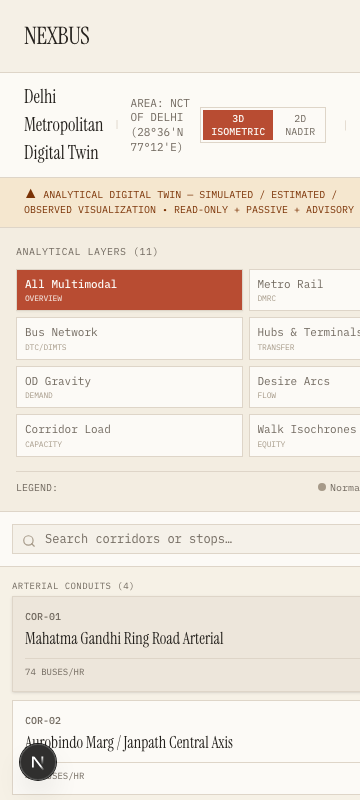 NEXBUS
Delhi
Metropolitan
Digital Twin
AREA: NCT
OF DELHI
(28°36'N
77°12'E)
3D
ISOMETRIC
2D
NADIR
▲ ANALYTICAL DIGITAL TWIN — SIMULATED / ESTIMATED /
OBSERVED VISUALIZATION • READ-ONLY + PASSIVE + ADVISORY
ANALYTICAL LAYERS (11)
All Multimodal
OVERVIEW
Metro Rail
DMRC
Bus Network
DTC/DIMTS
Hubs & Terminals
TRANSFER
OD Gravity
DEMAND
Desire Arcs
FLOW
Corridor Load
CAPACITY
Walk Isochrones
EQUITY
LEGEND:
Norma
Search corridors or stops…
ARTERIAL CONDUITS (4)
COR-01
Mahatma Gandhi Ring Road Arterial
74 BUSES/HR
COR-02
Aurobindo Marg / Janpath Central Axis
N
SES/HR